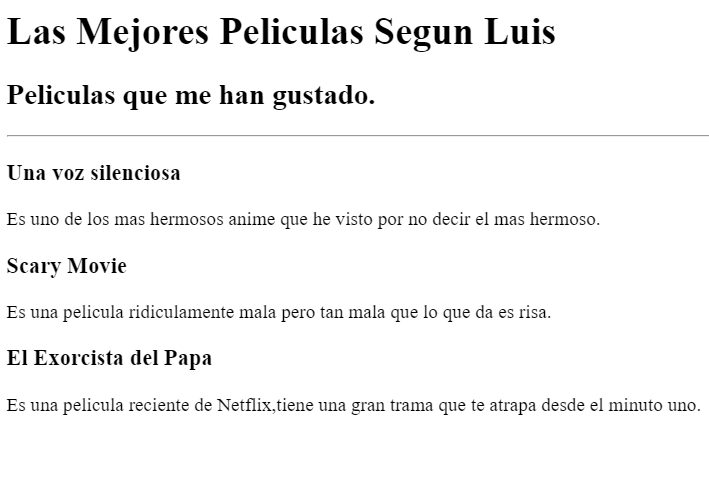 Las Mejores Peliculas Segun Luis
Peliculas que me han gustado.
Una voz silenciosa
Es uno de los mas hermosos anime que he visto por no decir el mas hermoso.
Scary Movie
Es una pelicula ridiculamente mala pero tan mala que lo que da es risa.
El Exorcista del Papa
Es una pelicula reciente de Netflix,tiene una gran trama que te atrapa desde el minuto uno.